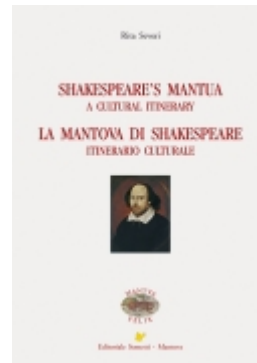 Rita Severi
SHAKESPEARE'S MANTUA
A CULTURAL ITINERARY
LA MANTOVA DI SHAKESPEARE
ITINERARIO CULTURALE
Editoriale Sometti - Mantova